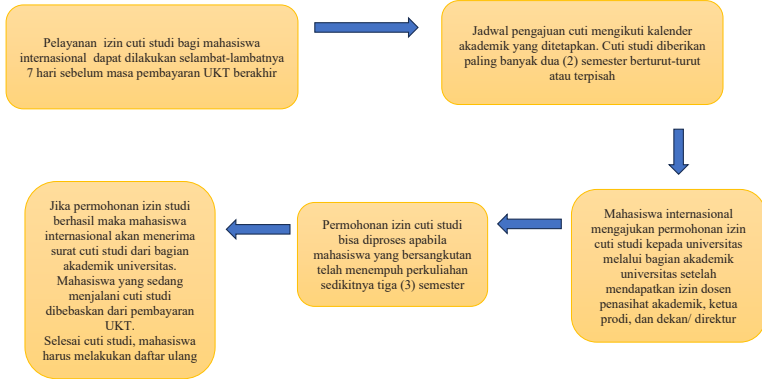 Pelayanan izin cuti studi bagi mahasiswa
internasional dapat dilakukan selambat-lambatnya
7 hari sebelum masa pembayaran UKT berakhir
Jadwal pengajuan cuti mengikuti kalender
akademik yang ditetapkan. Cuti studi diberikan
paling banyak dua (2) semester berturut-turut
atau terpisah
Mahasiswa internasional
mengajukan permohonan izin
cuti studi kepada universitas
melalui bagian akademik
universitas setelah
mendapatkan izin dosen
penasihat akademik, ketua
prodi, dan dekan/ direktur
Permohonan izin cuti studi
bisa diproses apabila
mahasiswa yang bersangkutan
telah menempuh perkuliahan
sedikitnya tiga (3) semester
Jika permohonan izin studi
berhasil maka mahasiswa
internasional akan menerima
surat cuti studi dari bagian
akademik universitas.
Mahasiswa yang sedang
menjalani cuti studi
dibebaskan dari pembayaran
UKT.
Selesai cuti studi, mahasiswa
harus melakukan daftar ulang